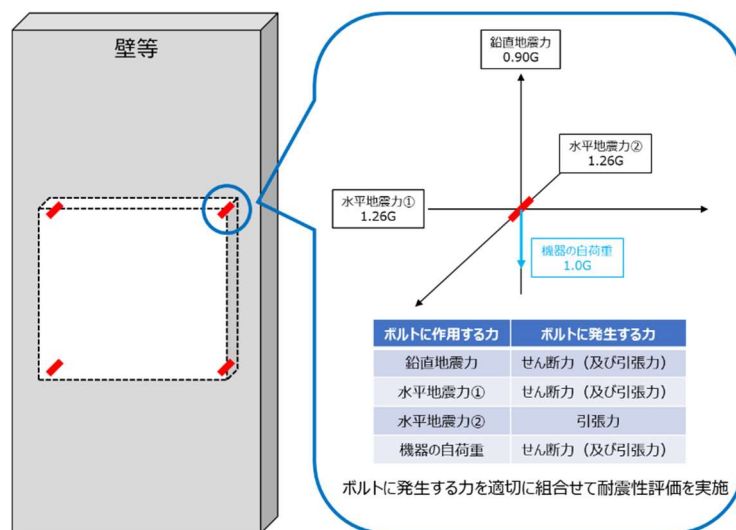 壁等
鉛直地震力
0.90G
水平地震力②
1.26G
水平地震力①
1.26G
機器の自荷重
1.0G
ボルトに作用する力 ボルトに発生する力
鉛直地震力 せん断力（及び引張力）
水平地震力① せん断力（及び引張力）
水平地震力② 引張力
機器の自荷重 せん断力（及び引張力）
ボルトに発生する力を適切に組合せて耐震性評価を実施